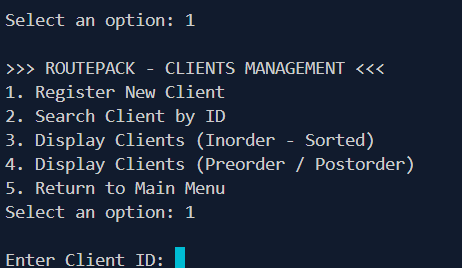 Select an option: 1
>>> ROUTEPACK - CLIENTS MANAGEMENT <<<
1. Register New Client
2. Search Client by ID
3. Display Clients (Inorder - Sorted)
4. Display Clients (Preorder / Postorder)
5. Return to Main Menu
Select an option: 1
Enter Client ID: